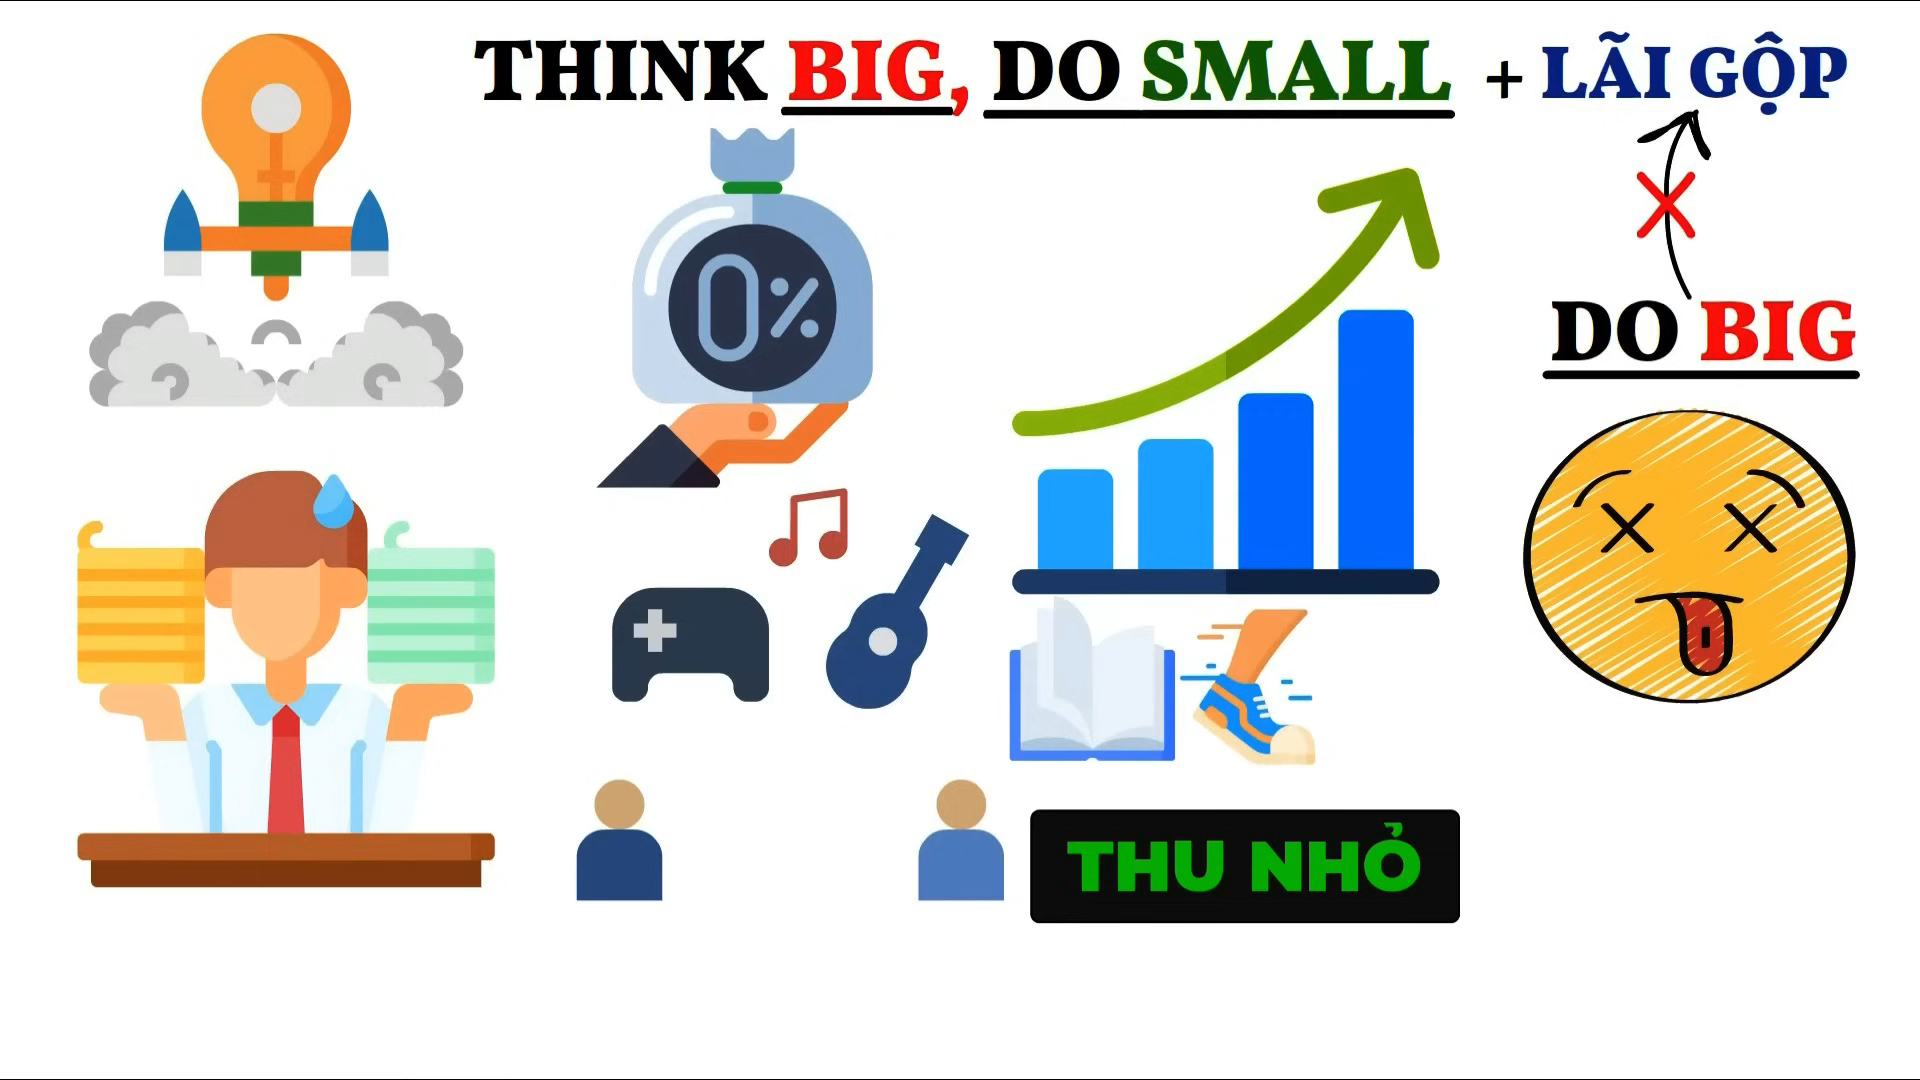 THINK BIG, DO SMALL + LÃI GỘP
0%
DO BIG
THU NHỎ